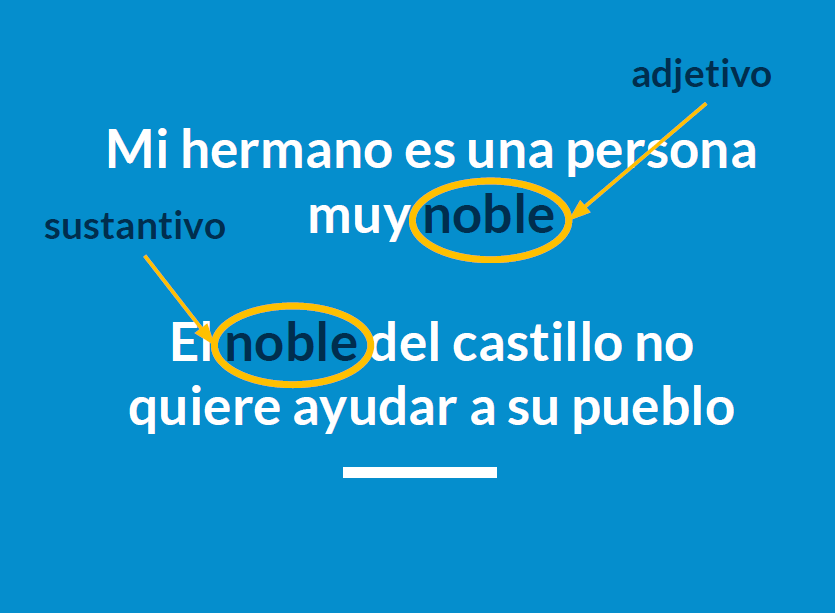 adjetivo
Mi hermano es una persona
muy noble
sustantivo
El noble del castillo no
quiere ayudar a su pueblo